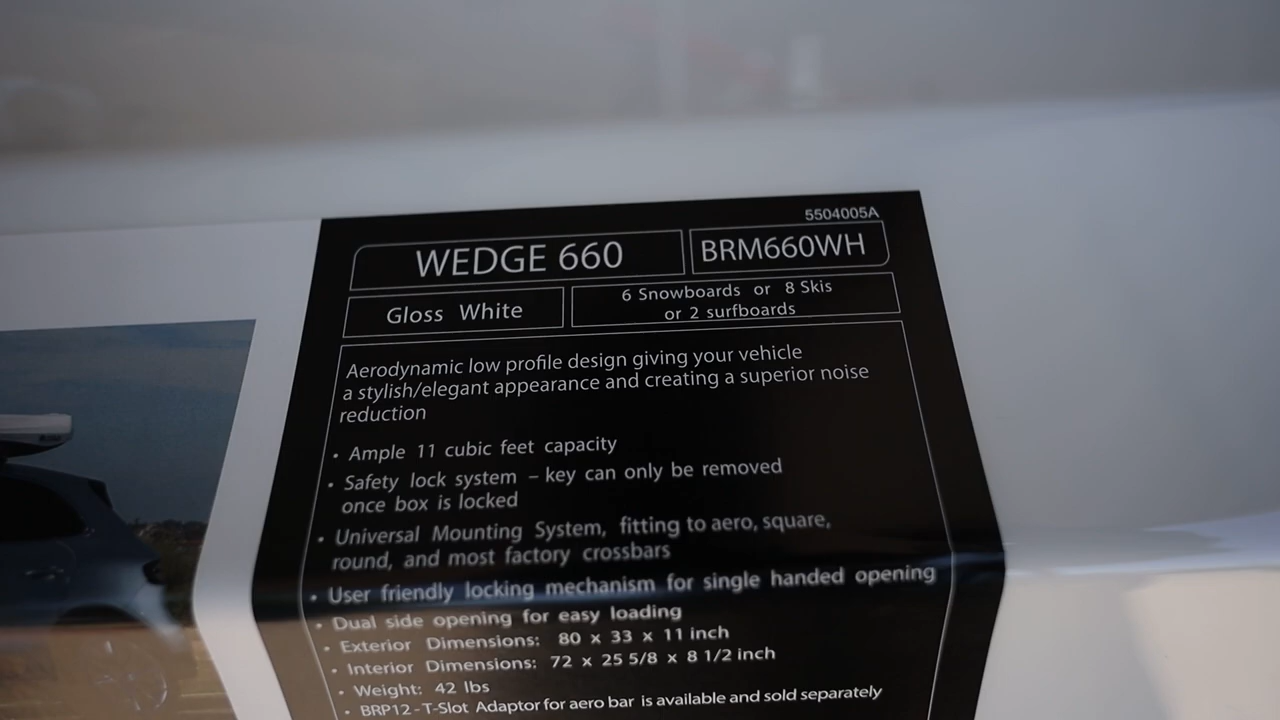 5504005A
WEDGE 660
BRM660WH
Gloss White
6 Snowboards or 8 Skis
or 2 surfboards
Aerodynamic low profile design giving your vehicle
a stylish/elegant appearance and creating a superior noise
reduction
• Ample 11 cubic feet capacity
• Safety lock system – key can only be removed
once box is locked
• Universal Mounting System, fitting to aero, square,
round, and most factory crossbars
• User friendly locking mechanism for single handed opening
• Dual side opening for easy loading
• Exterior Dimensions: 80 x 33 x 11 inch
• Interior Dimensions: 72 x 25 5/8 x 8 1/2 inch
• Weight: 42 lbs
• BRP12 - T-Slot Adaptor for aero bar is available and sold separately